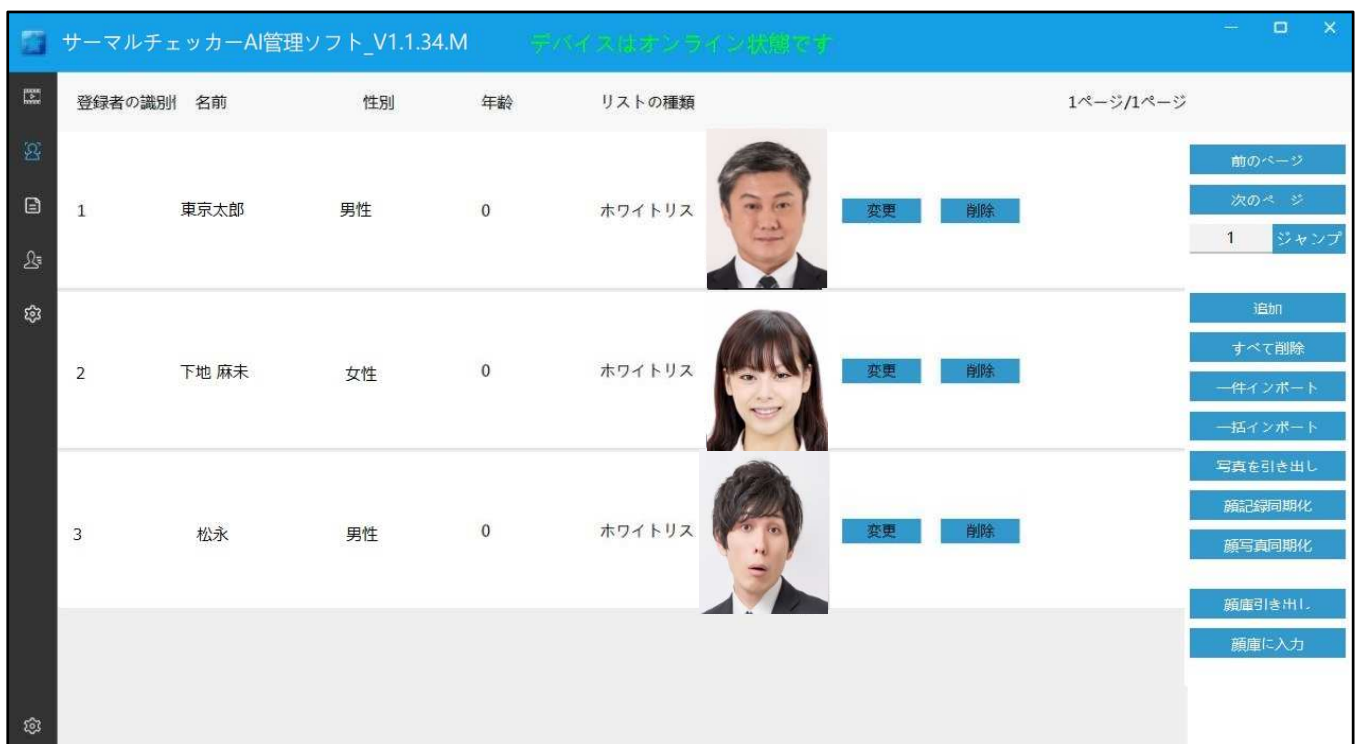 サーマルチェッカーAI管理ソフト_V1.1.34.M デバイスはオンライン状態です
登録者の識別 名前 性別 年齢 リストの種類 1ページ/1ページ
前のページ
1 東京太郎 男性 0 ホワイトリス 変更 削除
次のペ ジ
1 ジャンプ
追加
すべて削除
2 下地 麻未 女性 0 ホワイトリス 変更 削除
一件インポート
一括インポート
写真を引き出し
顔記録同期化
3 松永 男性 0 ホワイトリス 変更 削除
顔写真同期化
顔庫引き出し
顔庫に入力